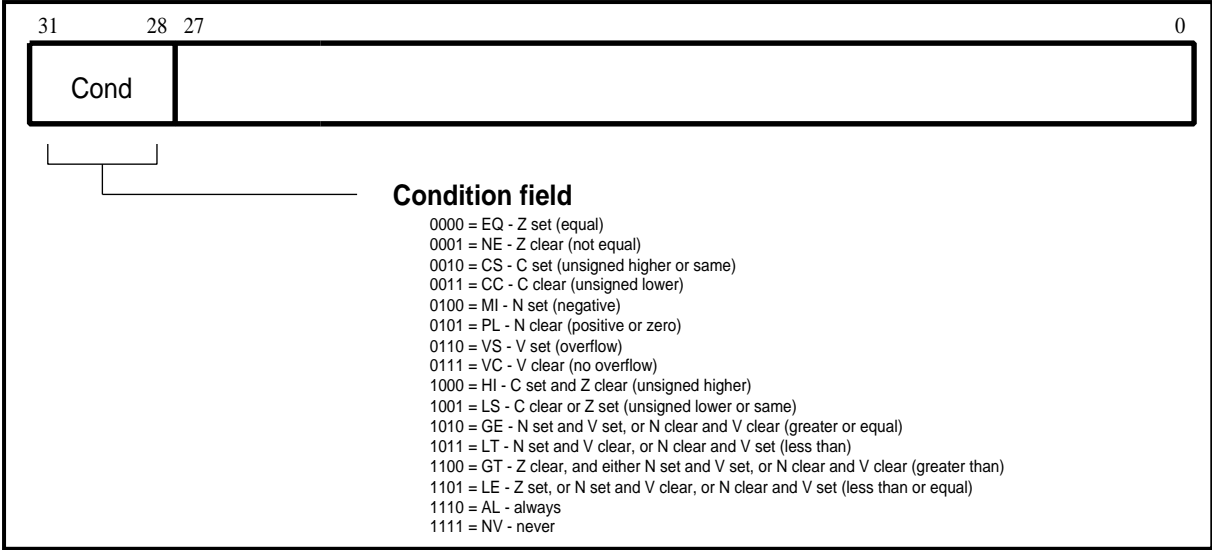 31 28 27 0
Cond
Condition field
0000 = EQ - Z set (equal)
0001 = NE - Z clear (not equal)
0010 = CS - C set (unsigned higher or same)
0011 = CC - C clear (unsigned lower)
0100 = MI - N set (negative)
0101 = PL - N clear (positive or zero)
0110 = VS - V set (overflow)
0111 = VC - V clear (no overflow)
1000 = HI - C set and Z clear (unsigned higher)
1001 = LS - C clear or Z set (unsigned lower or same)
1010 = GE - N set and V set, or N clear and V clear (greater or equal)
1011 = LT - N set and V clear, or N clear and V set (less than)
1100 = GT - Z clear, and either N set and V set, or N clear and V clear (greater than)
1101 = LE - Z set, or N set and V clear, or N clear and V set (less than or equal)
1110 = AL - always
1111 = NV - never